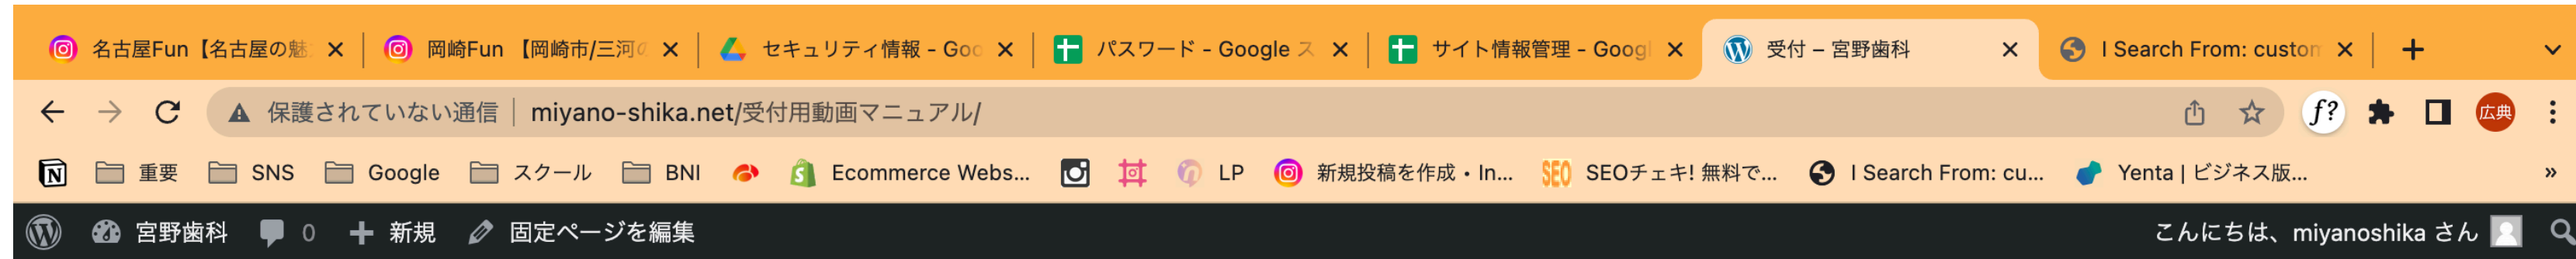 名古屋Fun【名古屋の魅 岡崎Fun 【岡崎市/三河の セキュリティ情報 - Goo パスワード - Google ス サイト情報管理 - Googl 受付 – 宮野歯科 I Search From: custom
保護されていない通信 miyano-shika.net/受付用動画マニュアル/ f? 広典
N 重要 SNS Google スクール BNI Ecommerce Webs... LP 新規投稿を作成・In... SEO SEOチェキ! 無料で... I Search From: cu... Yenta | ビジネス版... »
宮野歯科 0 新規 固定ページを編集 こんにちは、miyanoshika さん